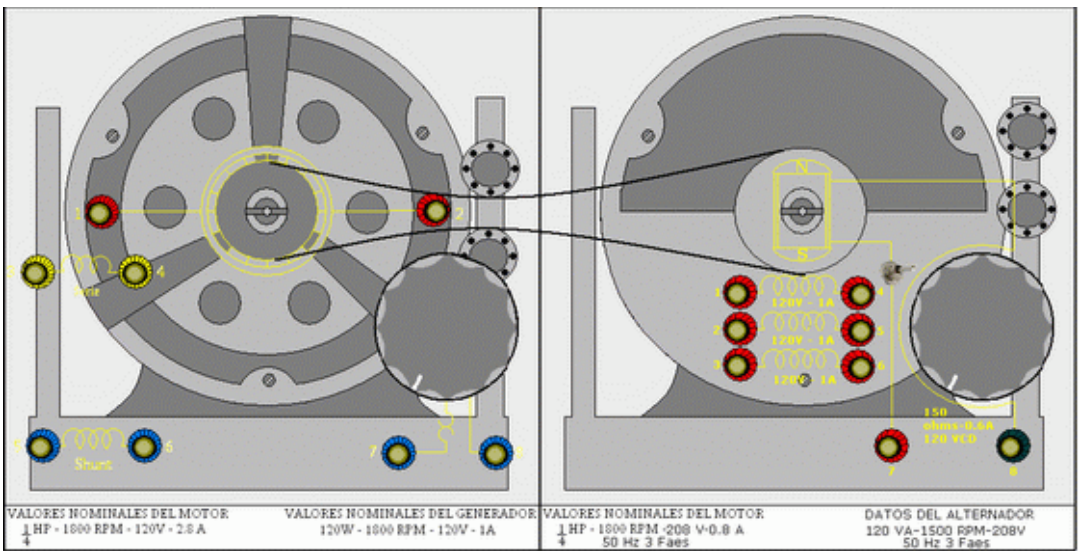 1
2
4
5
6
Shunt
7
N
S
1
4
120V - 1A
2
5
120V - 1A
3
6
120V 1A
150
ohms-0.6A
120 VCD
7
8
VALORES NOMINALES DEL MOTOR
1/4 HP - 1800 RPM - 120V - 2.8 A
VALORES NOMINALES DEL GENERADOR
120W - 1800 RPM - 120V - 1A
VALORES NOMINALES DEL MOTOR
1/4 HP - 1800 RPM -208 V-0.8 A
50 Hz 3 Faes
DATOS DEL ALTERNADOR
120 VA-1500 RPM-208V
50 Hz 3 Faes